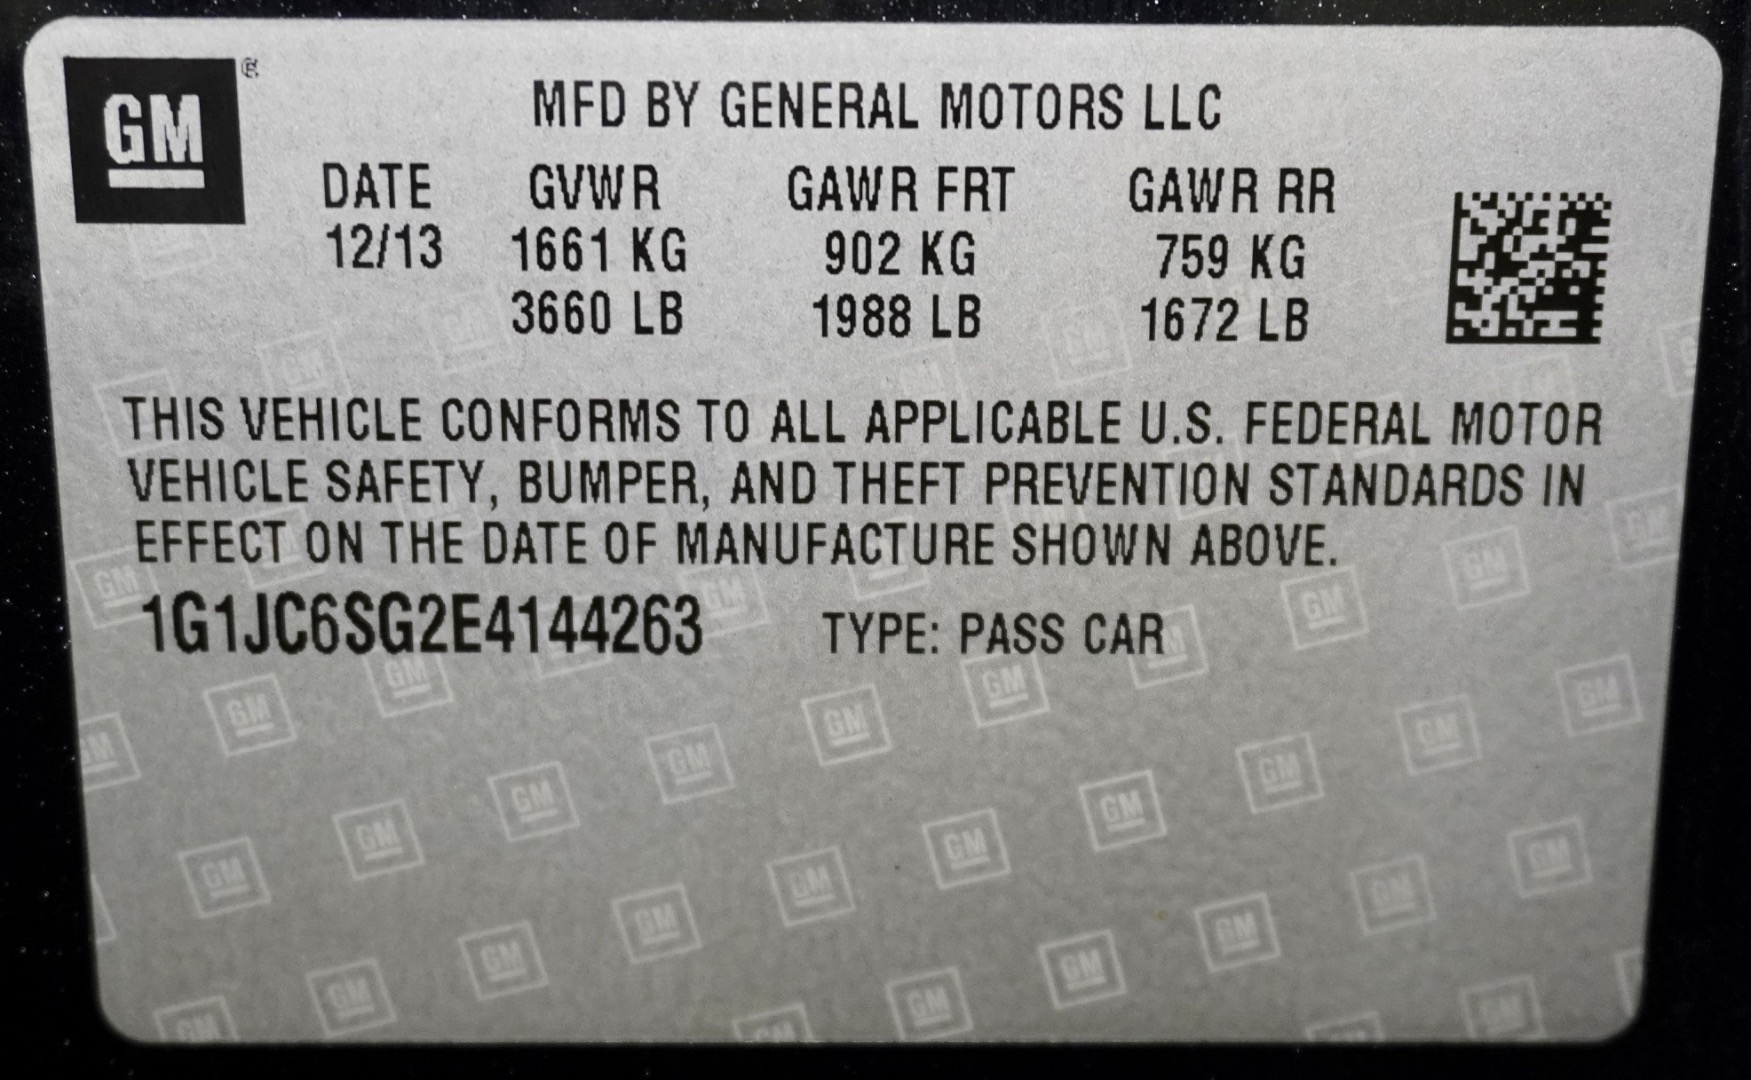 GM ®
MFD BY GENERAL MOTORS LLC
DATE GVWR GAWR FRT GAWR RR
12/13 1661 KG 902 KG 759 KG
3660 LB 1988 LB 1672 LB
THIS VEHICLE CONFORMS TO ALL APPLICABLE U.S. FEDERAL MOTOR
VEHICLE SAFETY, BUMPER, AND THEFT PREVENTION STANDARDS IN
EFFECT ON THE DATE OF MANUFACTURE SHOWN ABOVE.
1G1JC6SG2E4144263 TYPE: PASS CAR